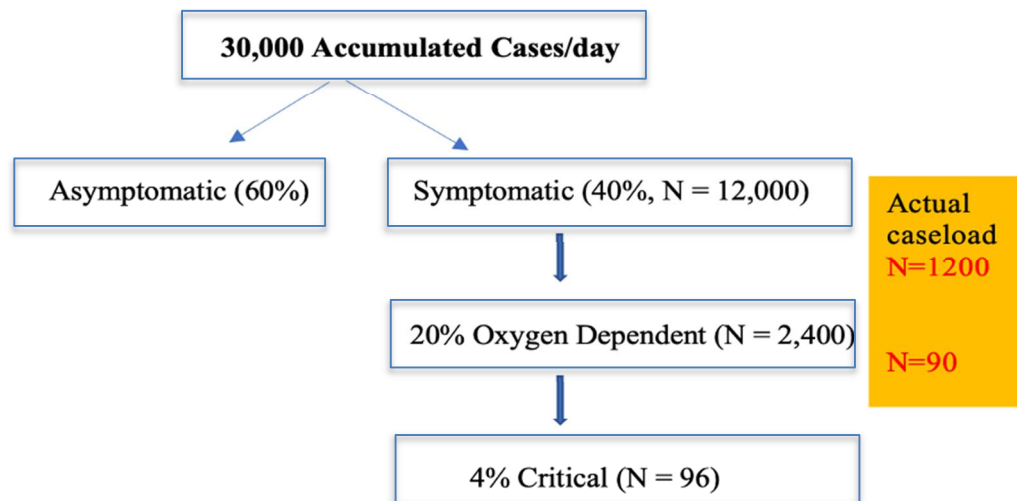 30,000 Accumulated Cases/day
Asymptomatic (60%)
Symptomatic (40%, N = 12,000)
Actual
caseload
N=1200
20% Oxygen Dependent (N = 2,400)
N=90
4% Critical (N = 96)